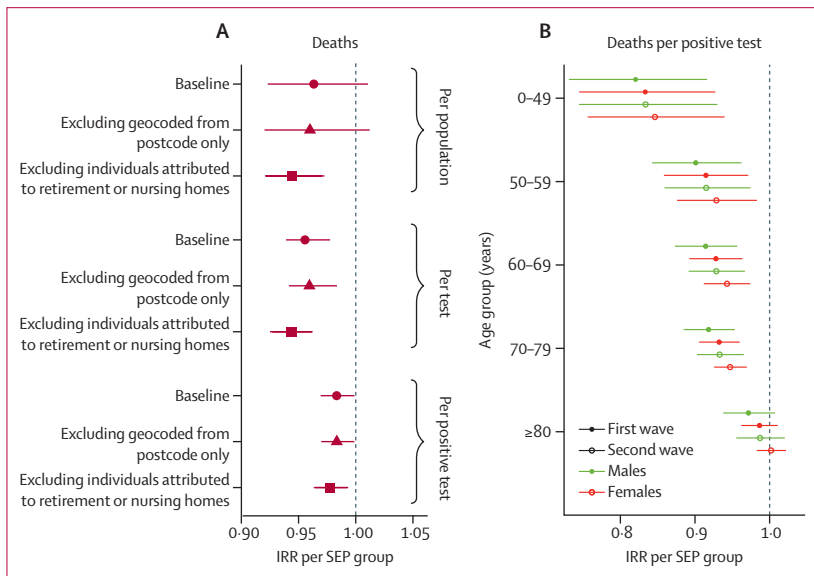 A
Deaths
Baseline
Excluding geocoded from
postcode only
Excluding individuals attributed
to retirement or nursing homes
Per population
Baseline
Excluding geocoded from
postcode only
Excluding individuals attributed
to retirement or nursing homes
Per test
Baseline
Excluding geocoded from
postcode only
Excluding individuals attributed
to retirement or nursing homes
Per positive test
0·90
0·95
1·00
1·05
IRR per SEP group
B
Deaths per positive test
Age group (years)
0–49
50–59
60–69
70–79
≥80
First wave
Second wave
Males
Females
0·8
0·9
1·0
IRR per SEP group